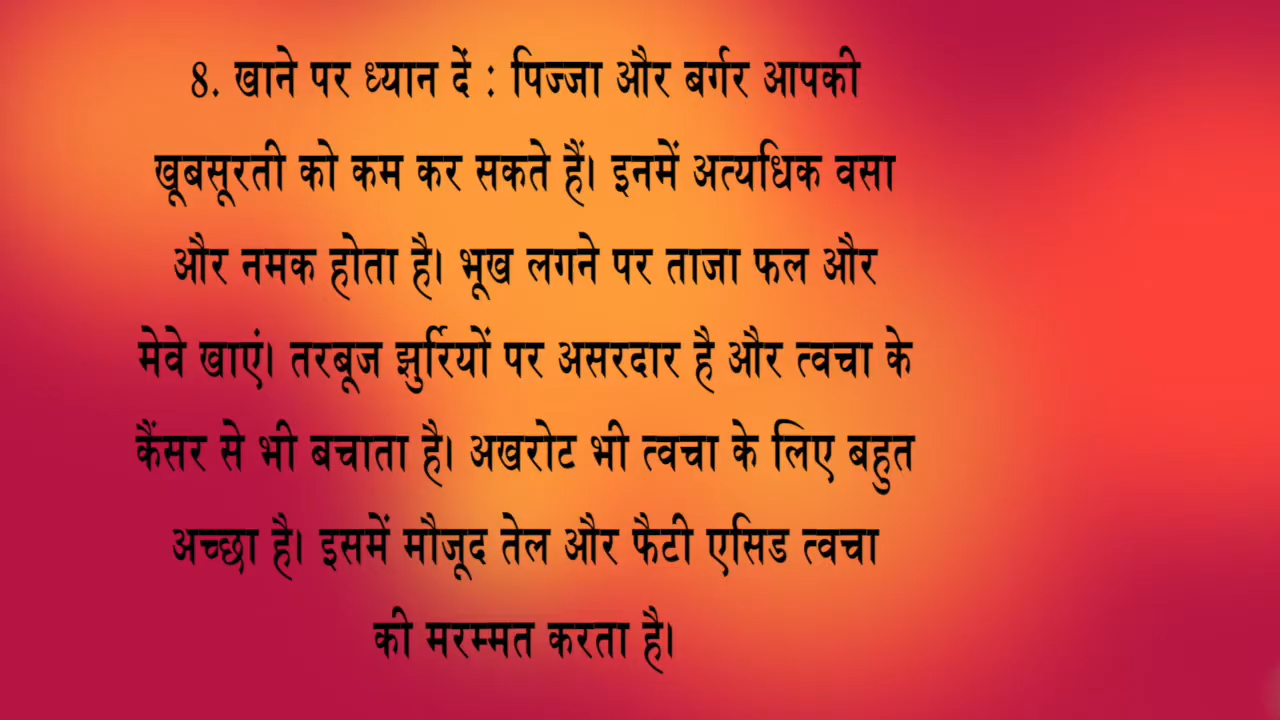 8. खाने पर ध्यान दें : पिज्जा और बर्गर आपकी
खूबसूरती को कम कर सकते हैं। इनमें अत्यधिक वसा
और नमक होता है। भूख लगने पर ताजा फल और
मेवे खाएं। तरबूज झुर्रियों पर असरदार है और त्वचा के
कैंसर से भी बचाता है। अखरोट भी त्वचा के लिए बहुत
अच्छा है। इसमें मौजूद तेल और फैटी एसिड त्वचा
की मरम्मत करता है।